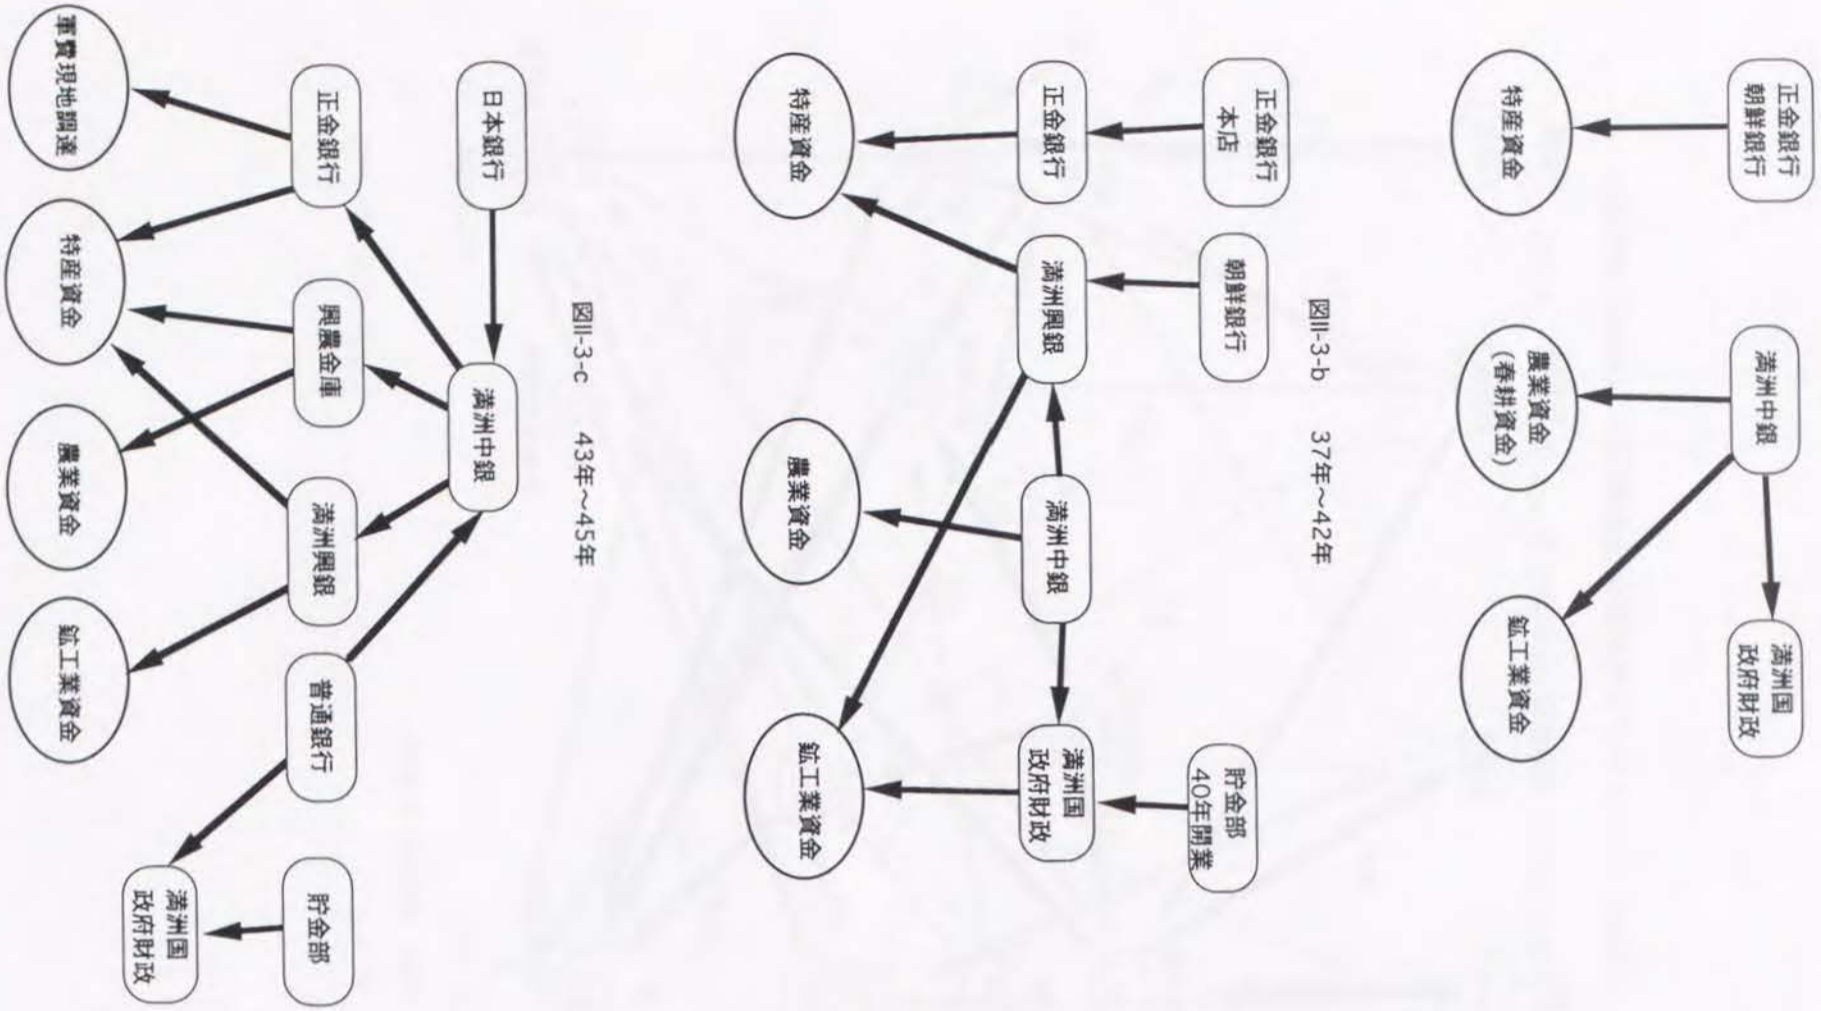 正金銀行
朝鮮銀行
満洲中銀
満洲国
政府財政
特産資金
農業資金
(春耕資金)
鉱工業資金
図II-3-b　37年〜42年
正金銀行
本店
朝鮮銀行
貯金部
40年開業
正金銀行
満洲興銀
満洲中銀
満洲国
政府財政
特産資金
農業資金
鉱工業資金
図II-3-c　43年〜45年
日本銀行
満洲中銀
正金銀行
興農金庫
満洲興銀
普通銀行
貯金部
満洲国
政府財政
軍費現地調達
特産資金
農業資金
鉱工業資金